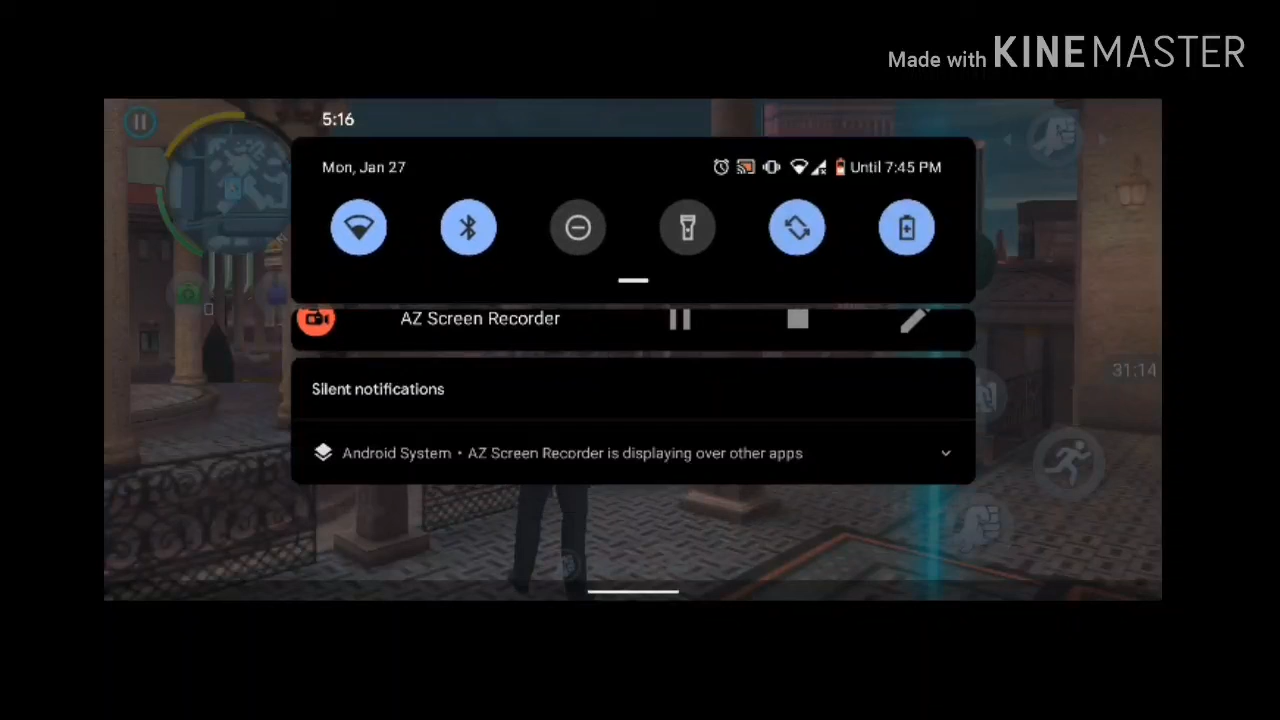 Made with KINEMASTER
5:16
Mon, Jan 27
Until 7:45 PM
AZ Screen Recorder
31:14
Silent notifications
Android System • AZ Screen Recorder is displaying over other apps